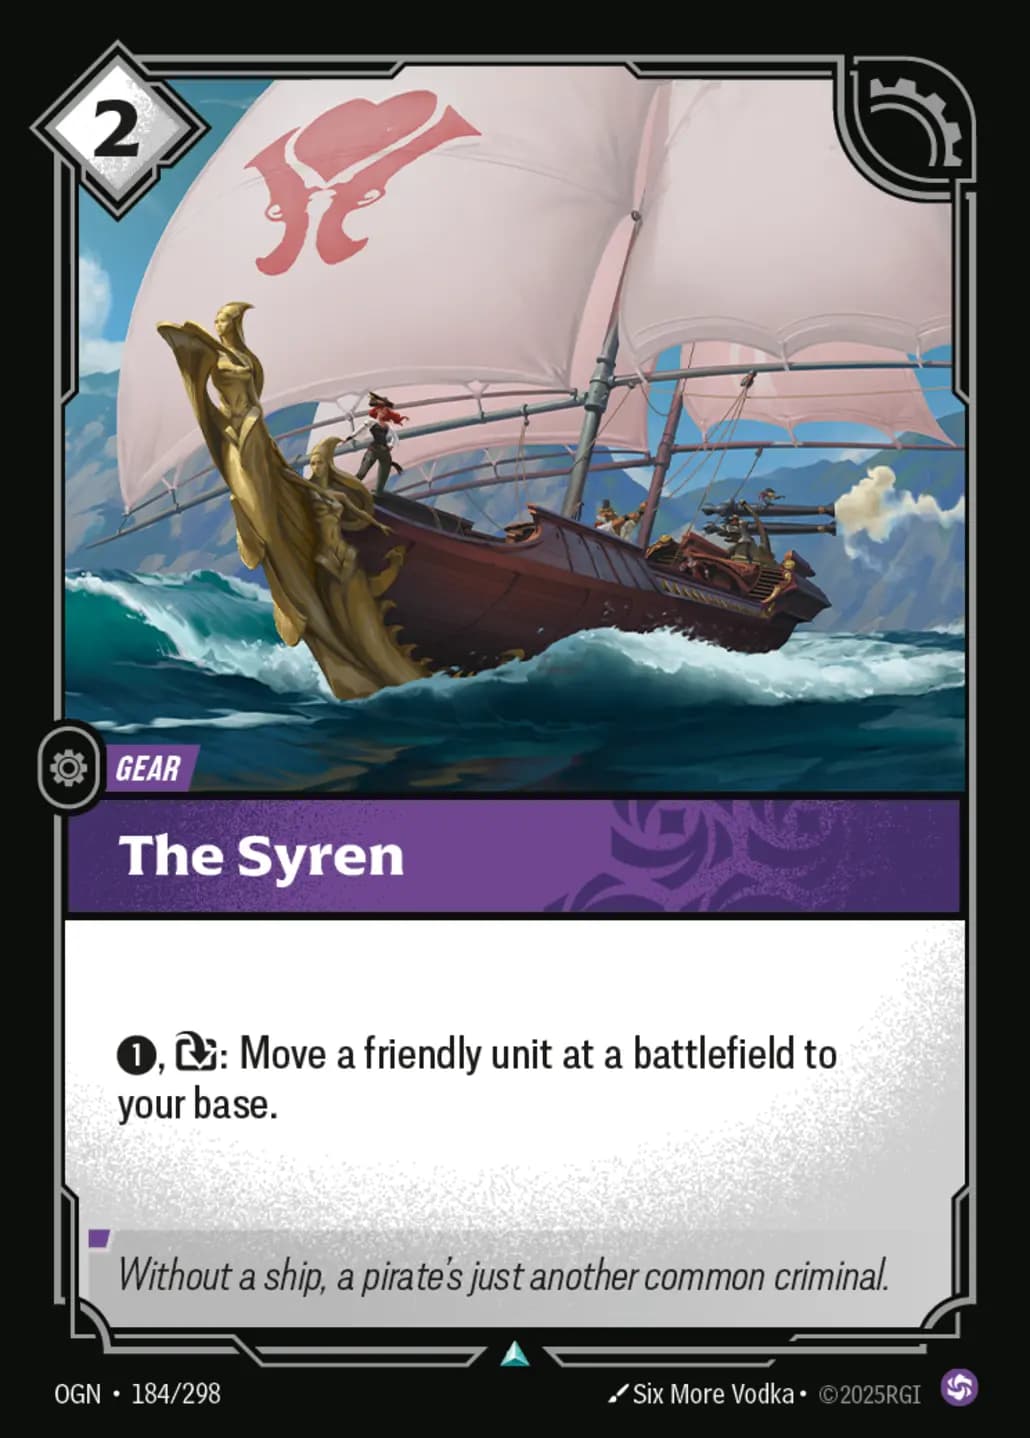 2
GEAR
The Syren
1, : Move a friendly unit at a battlefield to
your base.
Without a ship, a pirate's just another common criminal.
OGN • 184/298
Six More Vodka • ©2025RGI